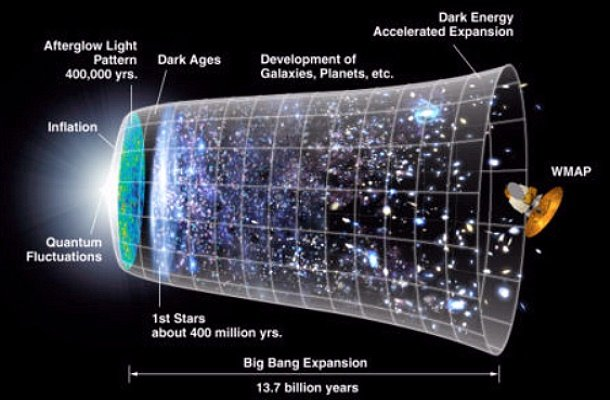 Dark Energy
Accelerated Expansion
Afterglow Light
Pattern
400,000 yrs.
Dark Ages
Development of
Galaxies, Planets, etc.
Inflation
WMAP
Quantum
Fluctuations
1st Stars
about 400 million yrs.
Big Bang Expansion
13.7 billion years